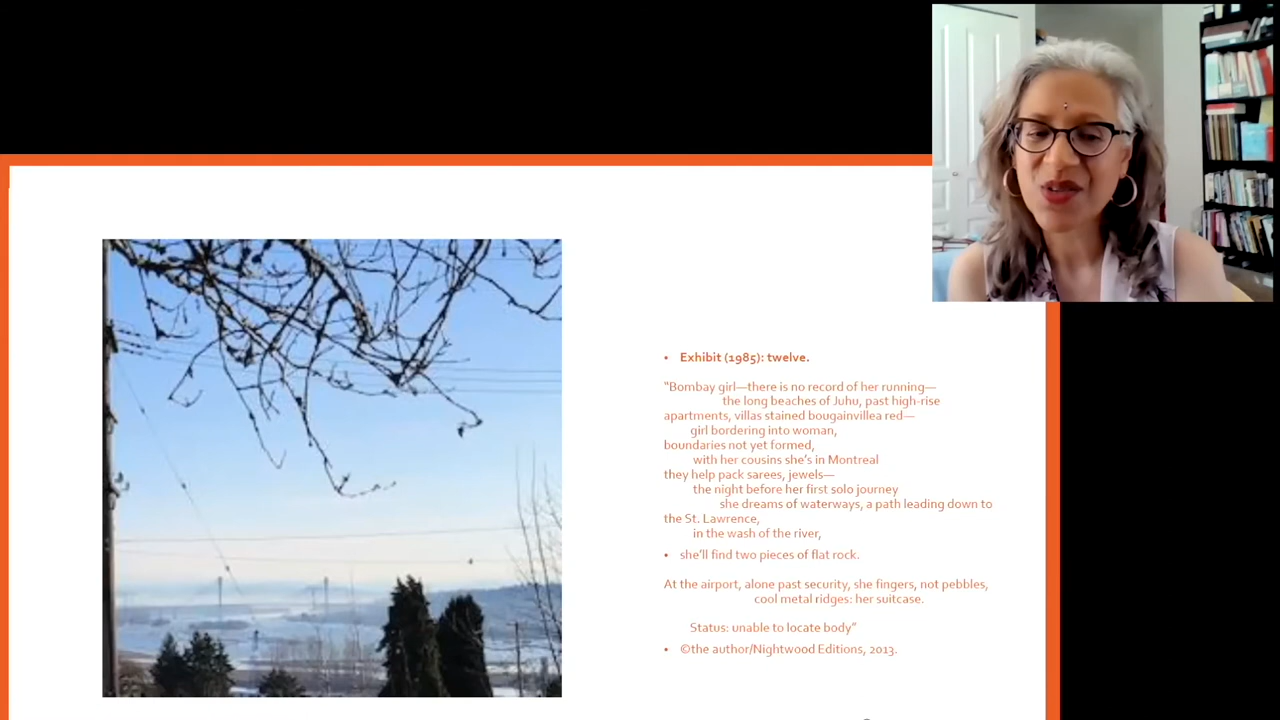 • Exhibit (1985): twelve.
“Bombay girl—there is no record of her running—
the long beaches of Juhu, past high-rise
apartments, villas stained bougainvillea red—
girl bordering into woman,
boundaries not yet formed,
with her cousins she’s in Montreal
they help pack sarees, jewels—
the night before her first solo journey
she dreams of waterways, a path leading down to
the St. Lawrence,
in the wash of the river,
• she’ll find two pieces of flat rock.
At the airport, alone past security, she fingers, not pebbles,
cool metal ridges: her suitcase.
Status: unable to locate body”
• ©the author/Nightwood Editions, 2013.